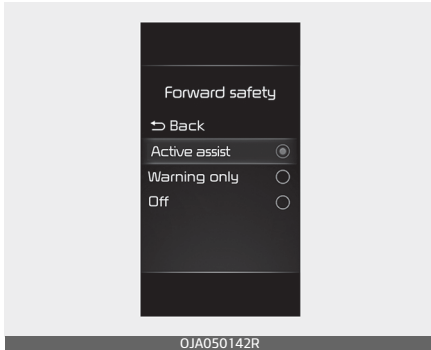 Forward safety
Back
Active assist
Warning only
Off
OJA050142R